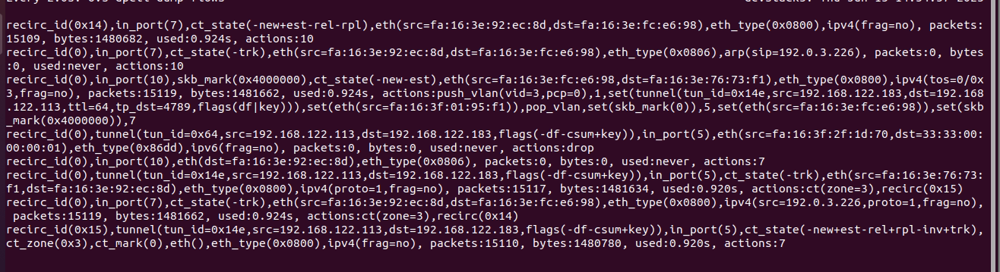 recirc_id(0x14),in_port(7),ct_state(-new+est-rel-rpl),eth(src=fa:16:3e:92:ec:8d,dst=fa:16:3e:fc:e6:98),eth_type(0x0800),ipv4(frag=no), packets:
15109, bytes:1480682, used:0.924s, actions:10
recirc_id(0),in_port(7),ct_state(-trk),eth(src=fa:16:3e:92:ec:8d,dst=fa:16:3e:fc:e6:98),eth_type(0x0806),arp(sip=192.0.3.226), packets:0, bytes
:0, used:never, actions:10
recirc_id(0),in_port(10),skb_mark(0x4000000),ct_state(-new-est),eth(src=fa:16:3e:fc:e6:98,dst=fa:16:3e:76:73:f1),eth_type(0x0800),ipv4(tos=0/0x
3,frag=no), packets:15119, bytes:1481662, used:0.924s, actions:push_vlan(vid=3,pcp=0),1,set(tunnel(tun_id=0x14e,src=192.168.122.183,dst=192.168
.122.113,ttl=64,tp_dst=4789,flags(df|key))),set(eth(src=fa:16:3f:01:95:f1)),pop_vlan,set(skb_mark(0)),5,set(eth(src=fa:16:3e:fc:e6:98)),set(skb
_mark(0x4000000)),7
recirc_id(0),tunnel(tun_id=0x64,src=192.168.122.113,dst=192.168.122.183,flags(-df-csum+key)),in_port(5),eth(src=fa:16:3f:2f:1d:70,dst=33:33:00:
00:00:01),eth_type(0x86dd),ipv6(frag=no), packets:0, bytes:0, used:never, actions:drop
recirc_id(0),in_port(10),eth(dst=fa:16:3e:92:ec:8d),eth_type(0x0806), packets:0, bytes:0, used:never, actions:7
recirc_id(0),tunnel(tun_id=0x14e,src=192.168.122.113,dst=192.168.122.183,flags(-df-csum+key)),in_port(5),ct_state(-trk),eth(src=fa:16:3e:76:73:
f1,dst=fa:16:3e:92:ec:8d),eth_type(0x0800),ipv4(proto=1,frag=no), packets:15117, bytes:1481634, used:0.920s, actions:ct(zone=3),recirc(0x15)
recirc_id(0),in_port(7),ct_state(-trk),eth(src=fa:16:3e:92:ec:8d,dst=fa:16:3e:fc:e6:98),eth_type(0x0800),ipv4(src=192.0.3.226,proto=1,frag=no),
packets:15119, bytes:1481662, used:0.924s, actions:ct(zone=3),recirc(0x14)
recirc_id(0x15),tunnel(tun_id=0x14e,src=192.168.122.113,dst=192.168.122.183,flags(-df-csum+key)),in_port(5),ct_state(-new+est-rel+rpl-inv+trk),
ct_zone(0x3),ct_mark(0),eth(),eth_type(0x0800),ipv4(frag=no), packets:15110, bytes:1480780, used:0.920s, actions:7